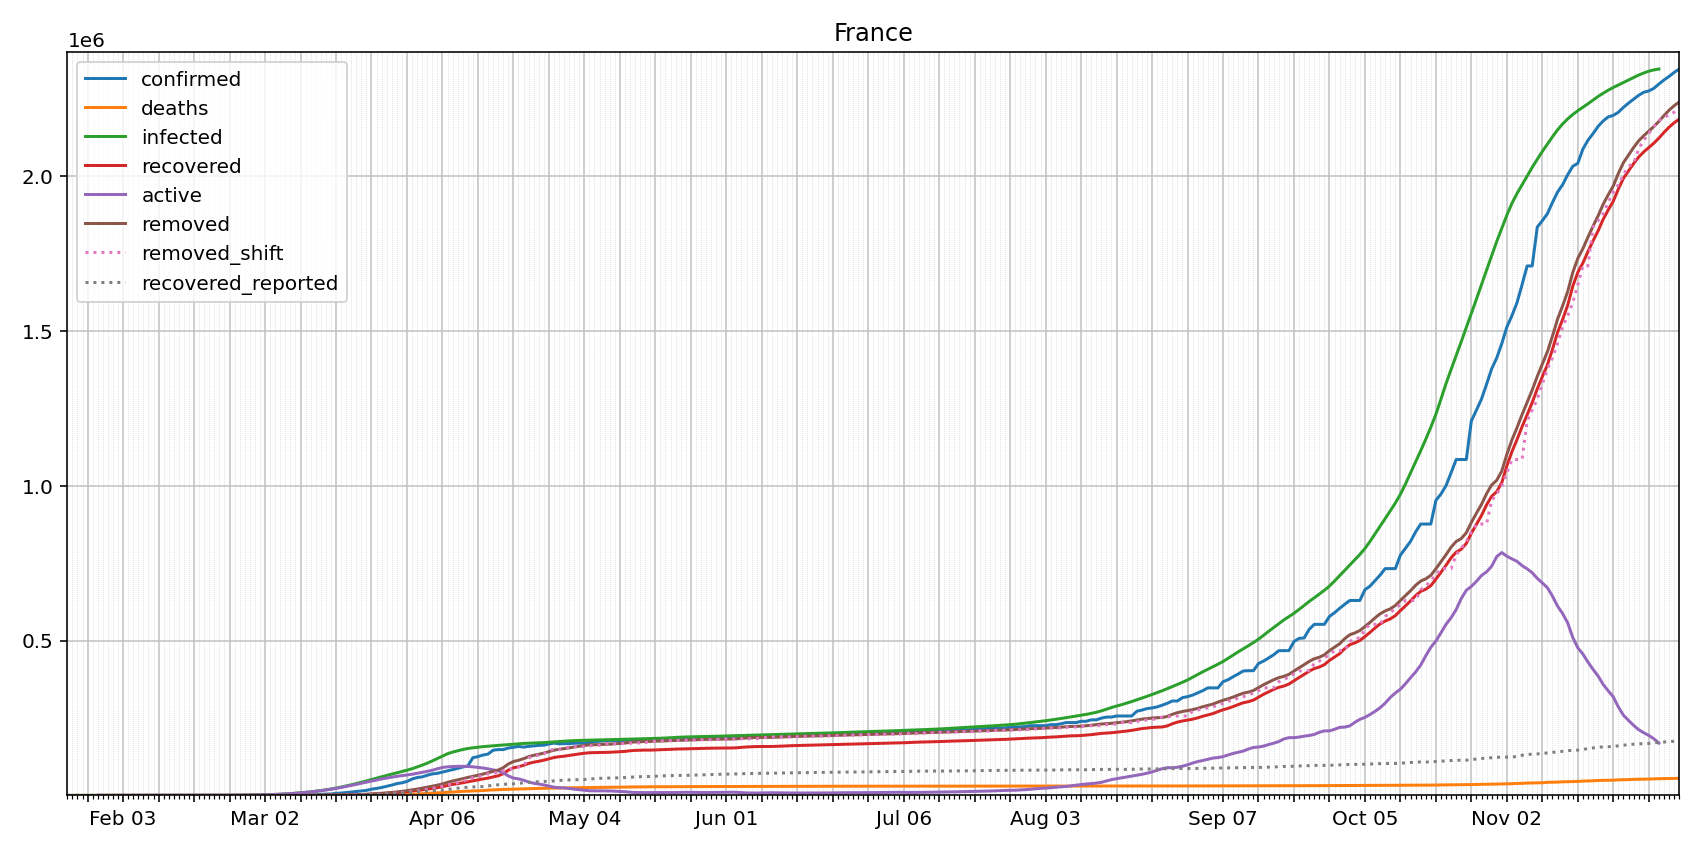 France
1e6
confirmed
deaths
infected
recovered
active
removed
removed_shift
recovered_reported
2.0
1.5
1.0
0.5
Feb 03 Mar 02 Apr 06 May 04 Jun 01 Jul 06 Aug 03 Sep 07 Oct 05 Nov 02